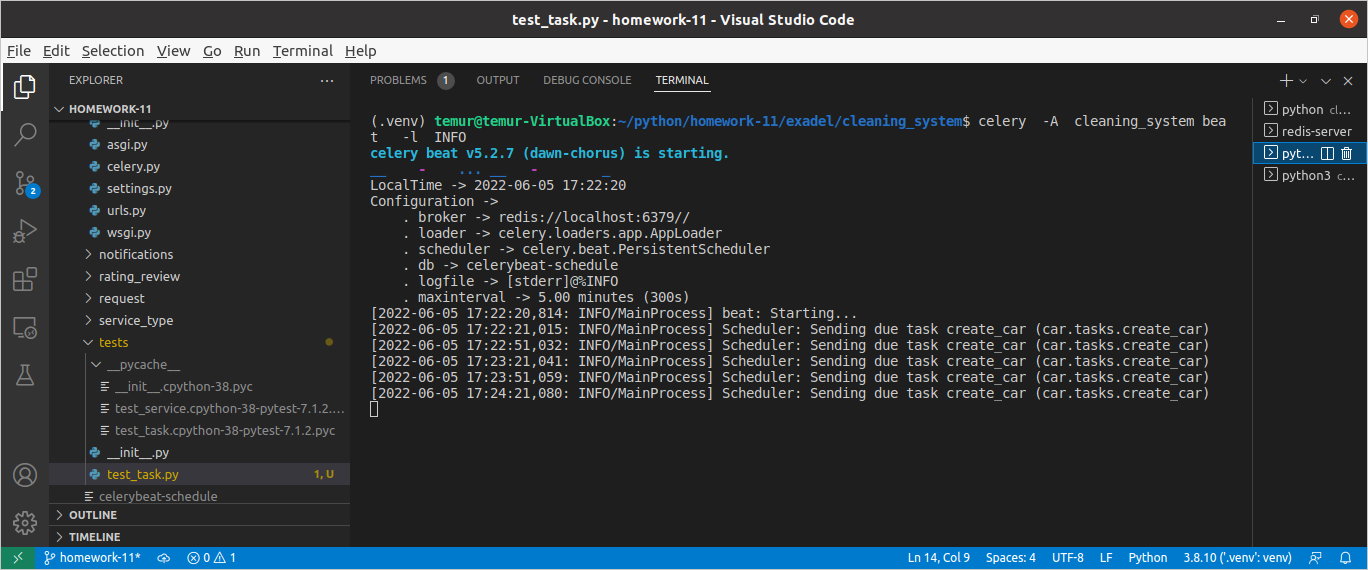 test_task.py - homework-11 - Visual Studio Code
File Edit Selection View Go Run Terminal Help
EXPLORER
HOMEWORK-11
__init__.py
asgi.py
celery.py
settings.py
urls.py
wsgi.py
notifications
rating_review
request
service_type
tests
__pycache__
__init__.cpython-38.pyc
test_service.cpython-38-pytest-7.1.2....
test_task.cpython-38-pytest-7.1.2.pyc
__init__.py
test_task.py 1, U
celerybeat-schedule
OUTLINE
TIMELINE
2
PROBLEMS 1 OUTPUT DEBUG CONSOLE TERMINAL
(.venv) temur@temur-VirtualBox:~/python/homework-11/exadel/cleaning_system$ celery  -A  cleaning_system bea
t  -l  INFO
celery beat v5.2.7 (dawn-chorus) is starting.
__    -    ... __   -        _
LocalTime -> 2022-06-05 17:22:20
Configuration ->
    . broker -> redis://localhost:6379//
    . loader -> celery.loaders.app.AppLoader
    . scheduler -> celery.beat.PersistentScheduler
    . db -> celerybeat-schedule
    . logfile -> [stderr]@%INFO
    . maxinterval -> 5.00 minutes (300s)
[2022-06-05 17:22:20,814: INFO/MainProcess] beat: Starting...
[2022-06-05 17:22:21,015: INFO/MainProcess] Scheduler: Sending due task create_car (car.tasks.create_car)
[2022-06-05 17:22:51,032: INFO/MainProcess] Scheduler: Sending due task create_car (car.tasks.create_car)
[2022-06-05 17:23:21,041: INFO/MainProcess] Scheduler: Sending due task create_car (car.tasks.create_car)
[2022-06-05 17:23:51,059: INFO/MainProcess] Scheduler: Sending due task create_car (car.tasks.create_car)
[2022-06-05 17:24:21,080: INFO/MainProcess] Scheduler: Sending due task create_car (car.tasks.create_car)
python cl...
redis-server
pyt...
python3 c...
homework-11* 0 1 Ln 14, Col 9 Spaces: 4 UTF-8 LF Python 3.8.10 ('.venv': venv)